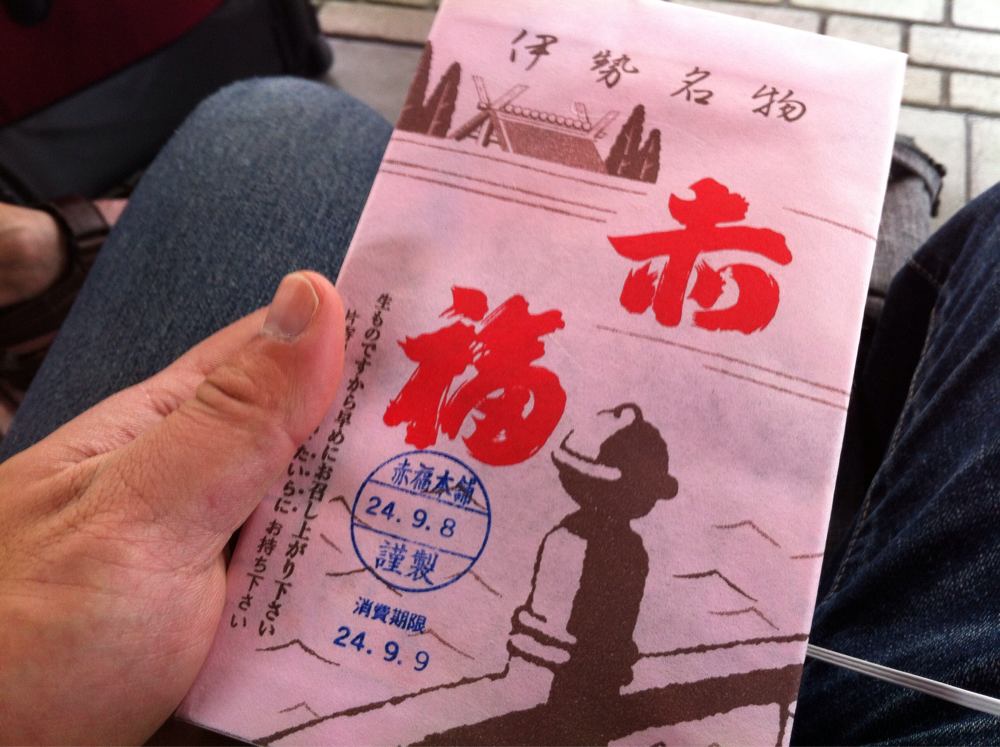 伊勢名物
赤福
生ものですから早めにお召し上がり下さい
たいらに お持ち下さい
赤福本舗
24.9.8
謹製
消費期限
24.9.9